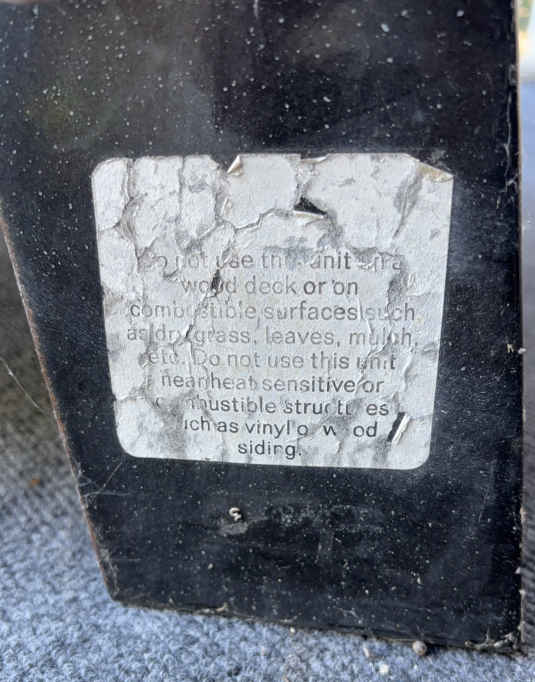 Do not use this unit on a
wood deck or on
combustible surfaces such
as dry grass, leaves, mulch,
etc. Do not use this unit
near heat sensitive or
combustible structures
such as vinyl or wood
siding.